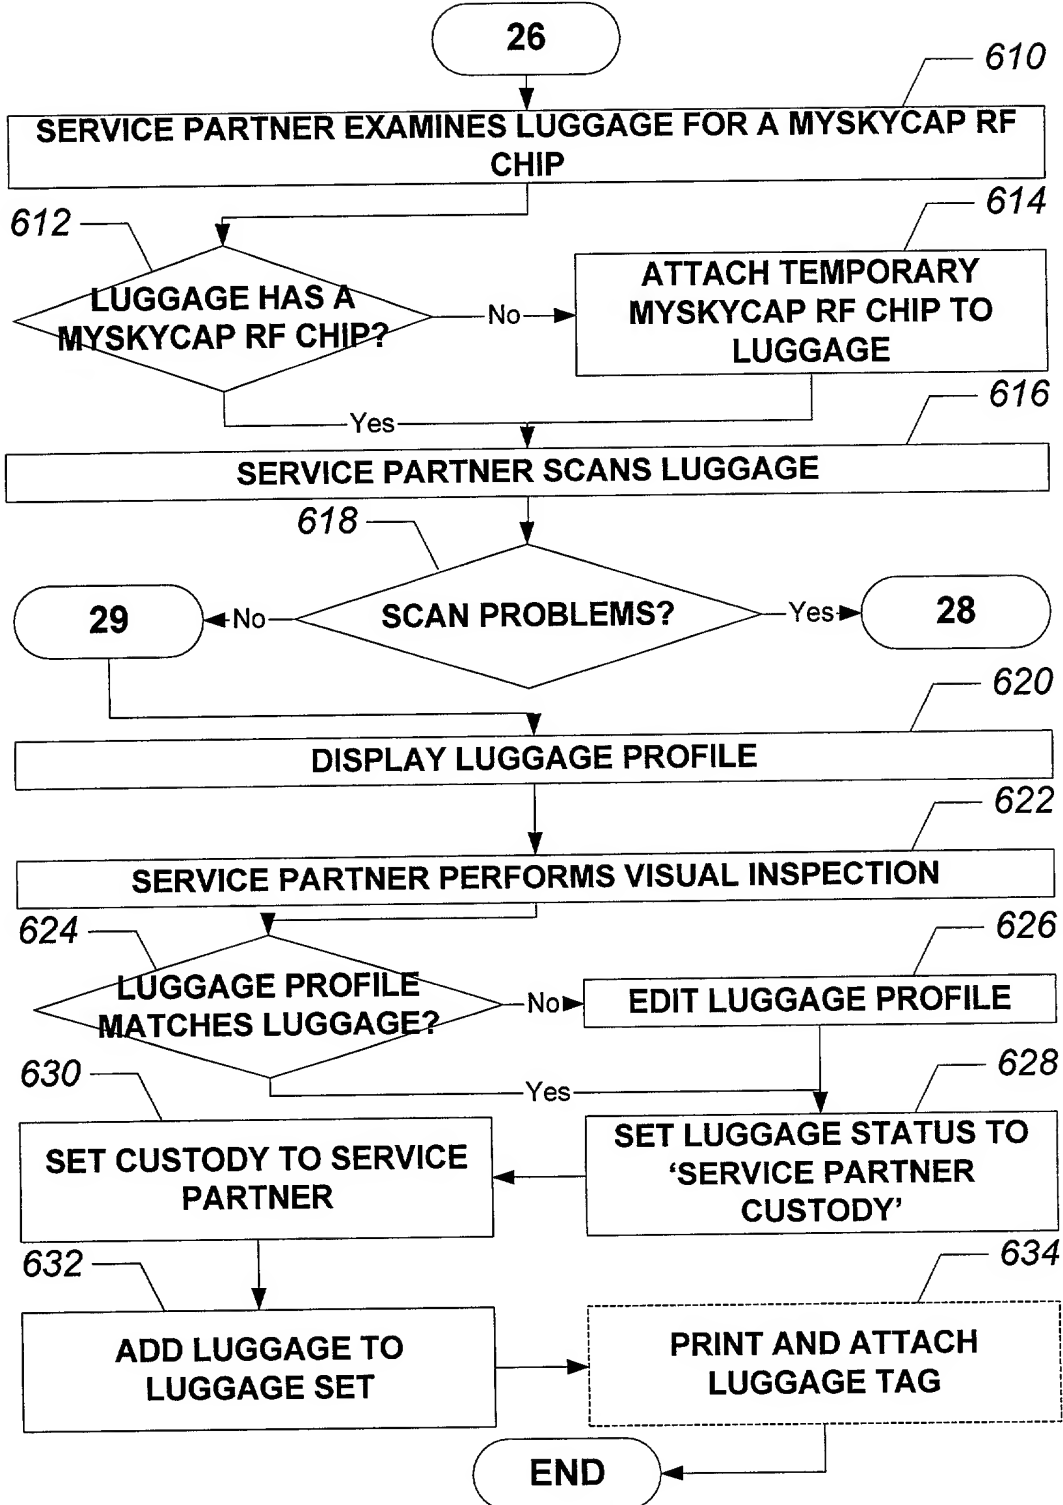 26
610
SERVICE PARTNER EXAMINES LUGGAGE FOR A MYSKYCAP RF
CHIP
612
614
LUGGAGE HAS A
MYSKYCAP RF CHIP?
No
ATTACH TEMPORARY
MYSKYCAP RF CHIP TO
LUGGAGE
Yes
616
SERVICE PARTNER SCANS LUGGAGE
618
29
No
SCAN PROBLEMS?
Yes
28
620
DISPLAY LUGGAGE PROFILE
622
SERVICE PARTNER PERFORMS VISUAL INSPECTION
624
626
LUGGAGE PROFILE
MATCHES LUGGAGE?
No
EDIT LUGGAGE PROFILE
630
Yes
628
SET CUSTODY TO SERVICE
PARTNER
SET LUGGAGE STATUS TO
‘SERVICE PARTNER
CUSTODY’
632
634
ADD LUGGAGE TO
LUGGAGE SET
PRINT AND ATTACH
LUGGAGE TAG
END